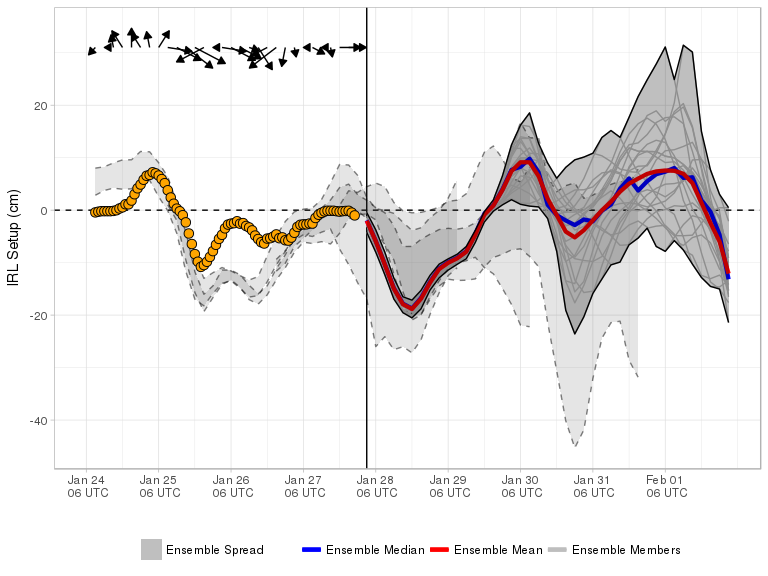 20
0
-20
-40
IRL Setup (cm)
Jan 24 Jan 25 Jan 26 Jan 27 Jan 28 Jan 29 Jan 30 Jan 31 Feb 01
06 UTC 06 UTC 06 UTC 06 UTC 06 UTC 06 UTC 06 UTC 06 UTC 06 UTC
Ensemble Spread Ensemble Median Ensemble Mean Ensemble Members